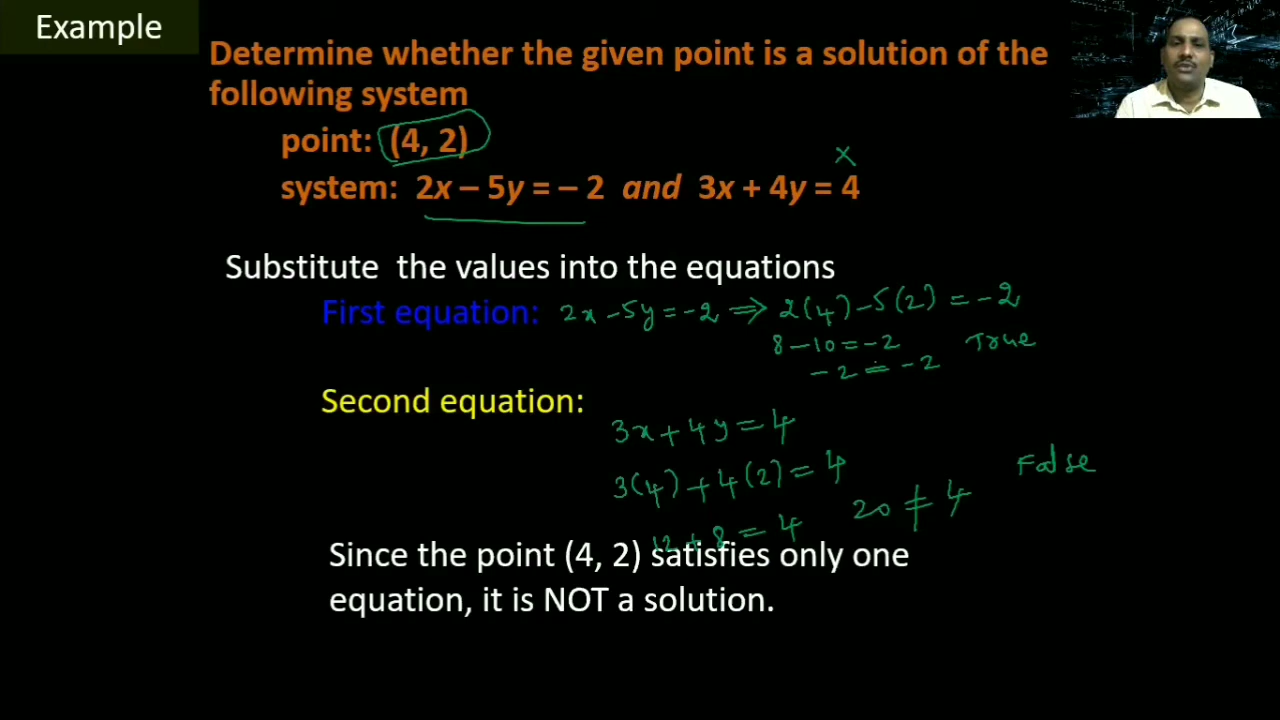 Example
Determine whether the given point is a solution of the
following system
point: (4, 2)
x
system: 2x – 5y = – 2 and 3x + 4y = 4
Substitute the values into the equations
First equation: 2x - 5y = -2 ⇒ 2(4) - 5(2) = -2
8 - 10 = -2 True
-2 = -2
Second equation:
3x + 4y = 4
3(4) + 4(2) = 4 False
12 + 8 = 4 20 ≠ 4
Since the point (4, 2) satisfies only one
equation, it is NOT a solution.